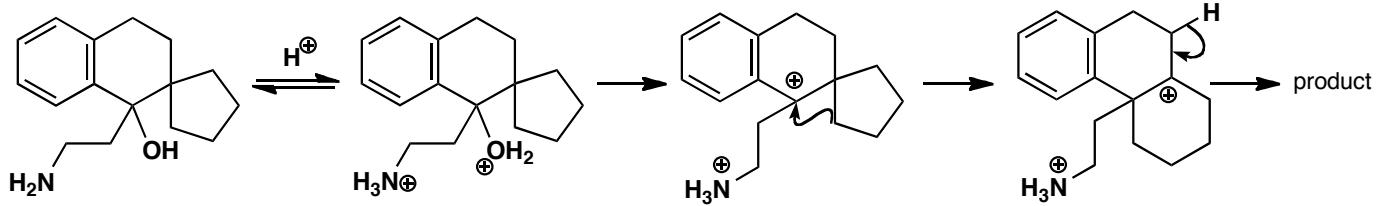 H⊕
H
product
OH
OH₂
⊕
⊕
⊕
H₂N
H₃N⊕
⊕
H₃N
⊕
H₃N